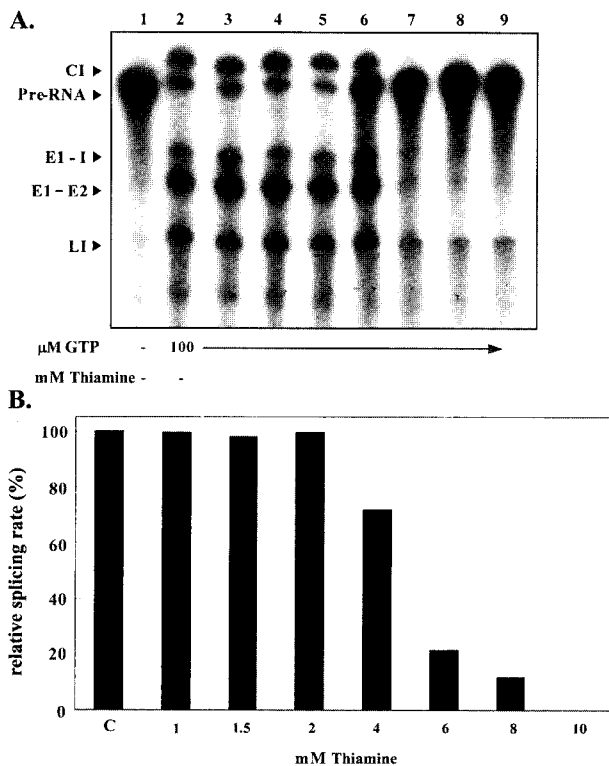 A.
1 2 3 4 5 6 7 8 9
CI
Pre-RNA
E1-I
E1-E2
LI
μM GTP - 100
mM Thiamine - -
B.
relative splicing rate (%)
100
80
60
40
20
0
C 1 1.5 2 4 6 8 10
mM Thiamine